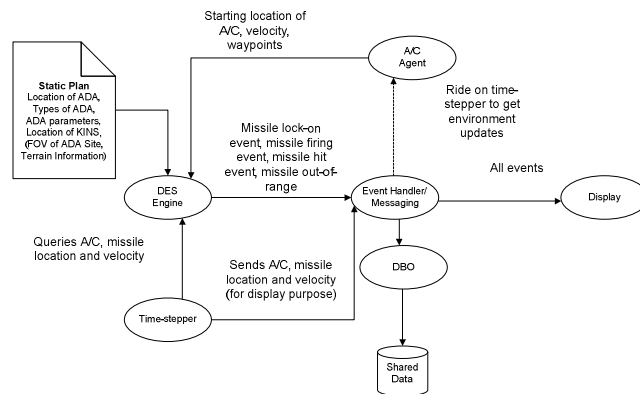 Starting location of
A/C, velocity,
waypoints
A/C
Agent
Static Plan
Location of ADA,
Types of ADA,
ADA parameters,
Location of KINS,
(FOV of ADA Site,
Terrain Information)
Ride on time-
stepper to get
environment
updates
Missile lock-on
event, missile firing
event, missile hit
event, missile out-of-
range
All events
DES
Engine
Event Handler/
Messaging
Display
Queries A/C, missile
location and velocity
Sends A/C, missile
location and velocity
(for display purpose)
DBO
Time-stepper
Shared
Data